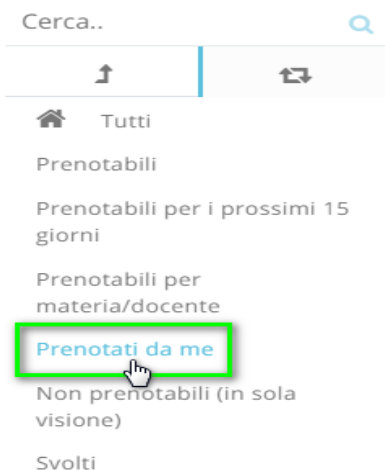 Cerca..
Tutti
Prenotabili
Prenotabili per i prossimi 15
giorni
Prenotabili per
materia/docente
Prenotati da me
Non prenotabili (in sola
visione)
Svolti